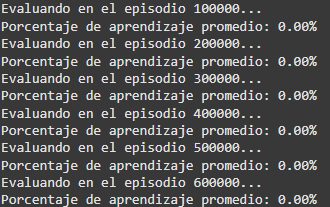 Evaluando en el episodio 100000...
Porcentaje de aprendizaje promedio: 0.00%
Evaluando en el episodio 200000...
Porcentaje de aprendizaje promedio: 0.00%
Evaluando en el episodio 300000...
Porcentaje de aprendizaje promedio: 0.00%
Evaluando en el episodio 400000...
Porcentaje de aprendizaje promedio: 0.00%
Evaluando en el episodio 500000...
Porcentaje de aprendizaje promedio: 0.00%
Evaluando en el episodio 600000...
Porcentaje de aprendizaje promedio: 0.00%